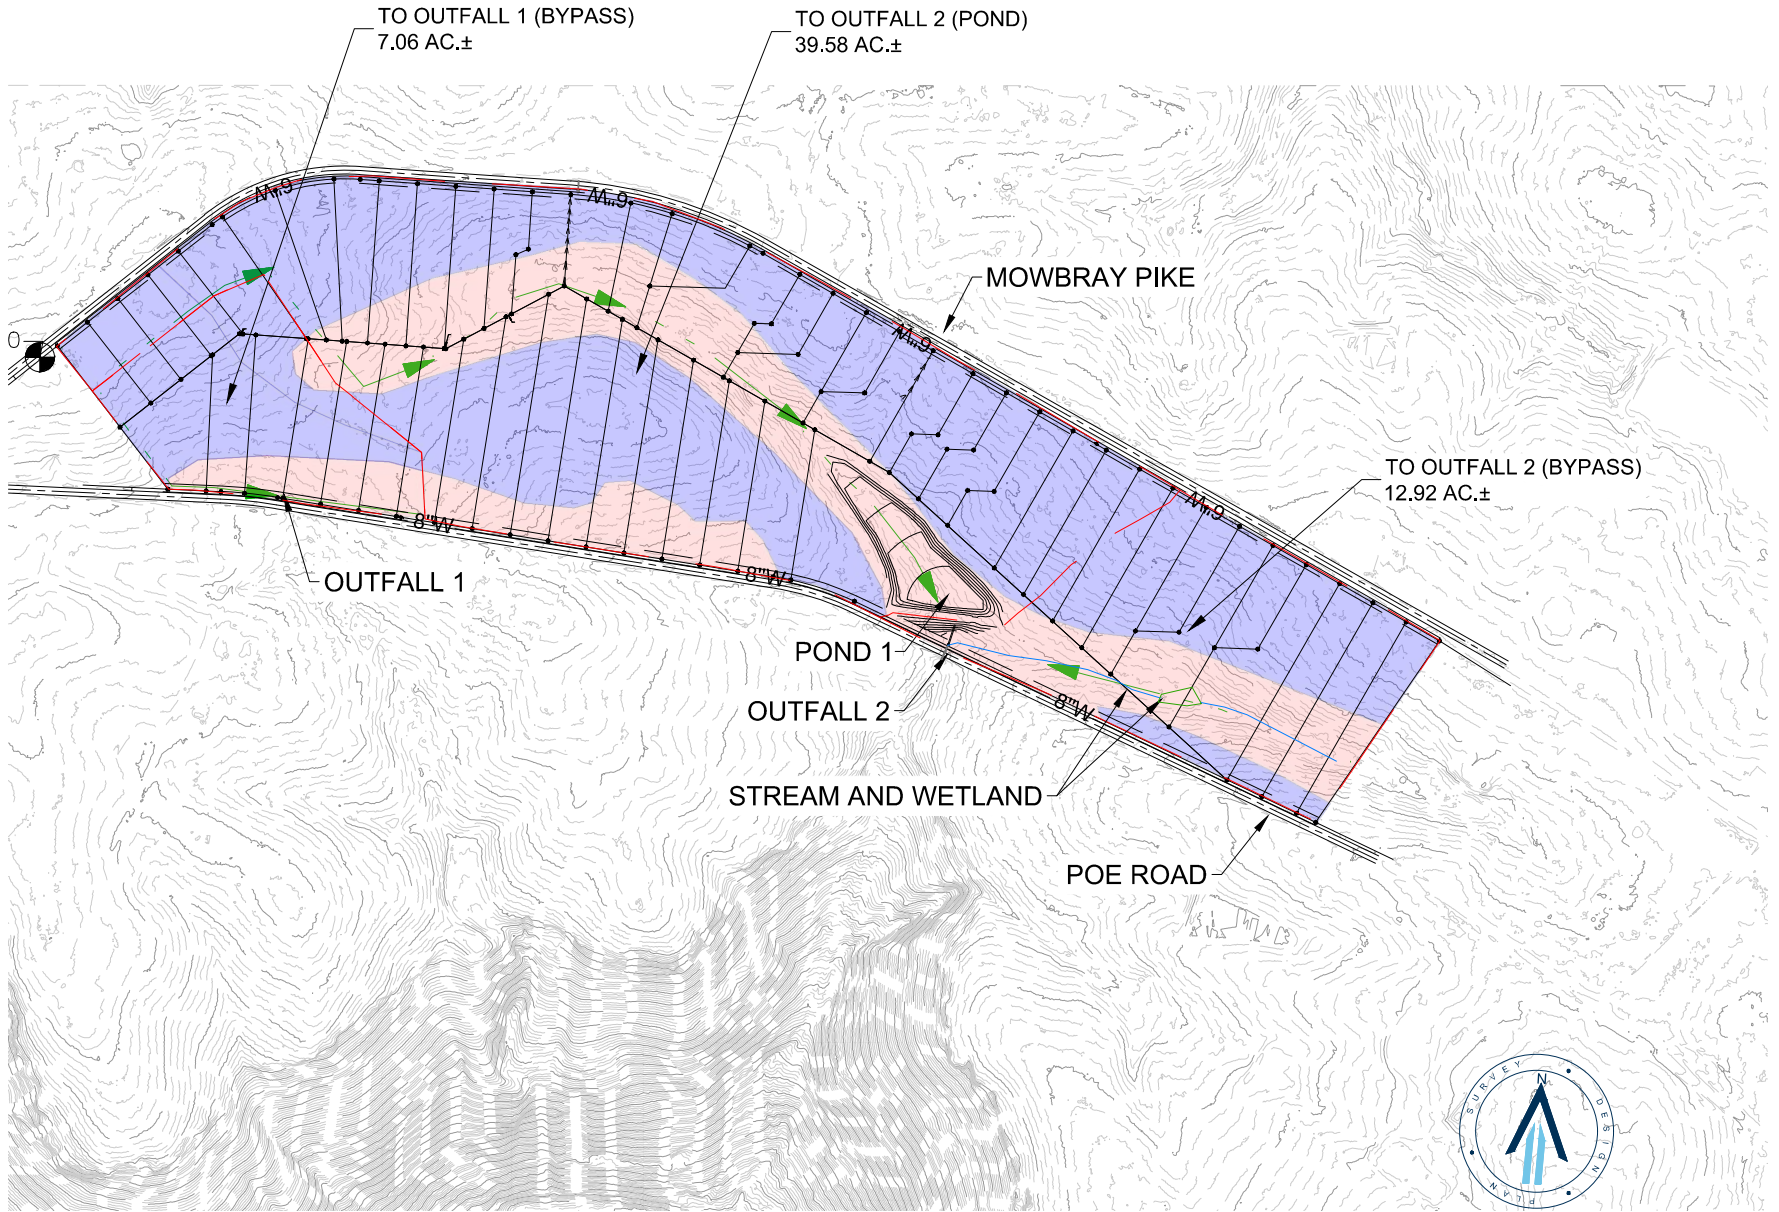 TO OUTFALL 1 (BYPASS)
7.06 AC.±
TO OUTFALL 2 (POND)
39.58 AC.±
6"W
6"W
MOWBRAY PIKE
0
6"W
TO OUTFALL 2 (BYPASS)
12.92 AC.±
6"W
8"W
OUTFALL 1
8"W
POND 1
OUTFALL 2
8"W
STREAM AND WETLAND
POE ROAD
N
SURVEY • DESIGN • PLAN •